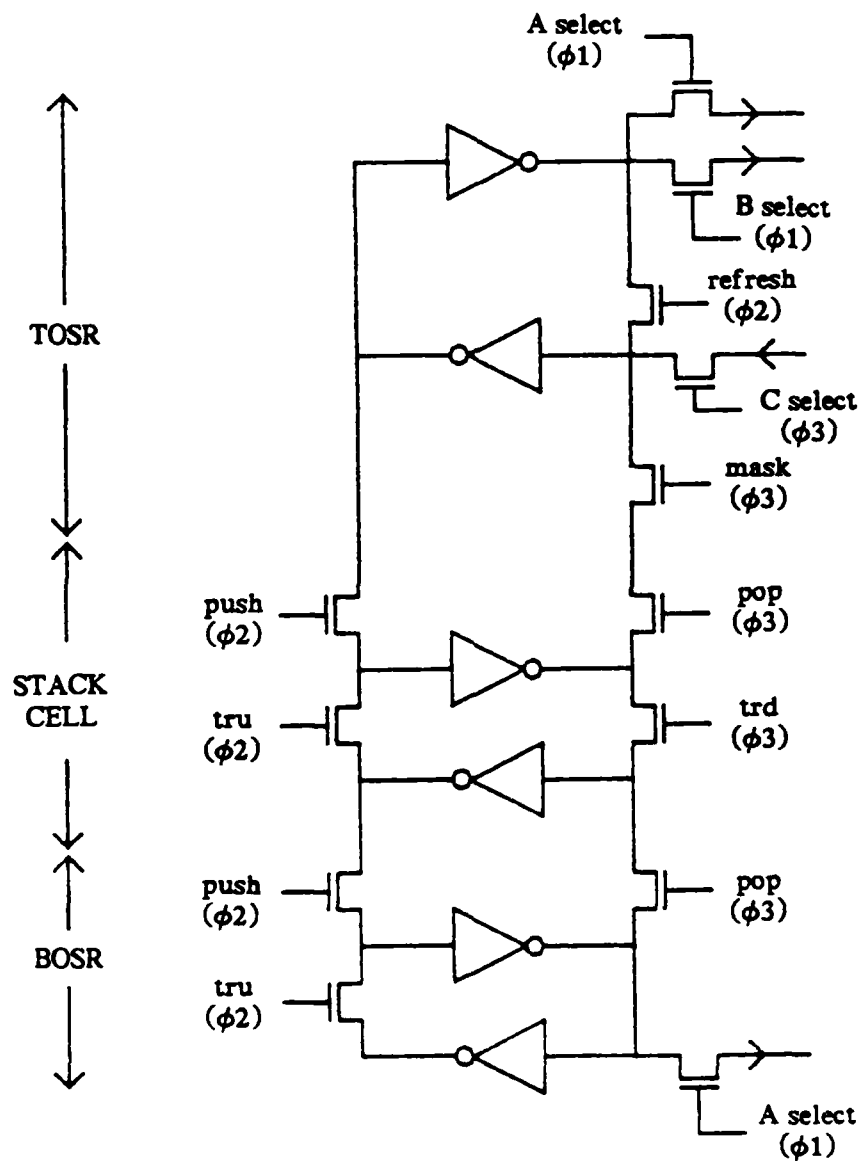 A select
(ϕ1)
B select
(ϕ1)
refresh
(ϕ2)
TOSR
C select
(ϕ3)
mask
(ϕ3)
push
(ϕ2)
pop
(ϕ3)
STACK
CELL
tru
(ϕ2)
trd
(ϕ3)
push
(ϕ2)
pop
(ϕ3)
BOSR
tru
(ϕ2)
A select
(ϕ1)